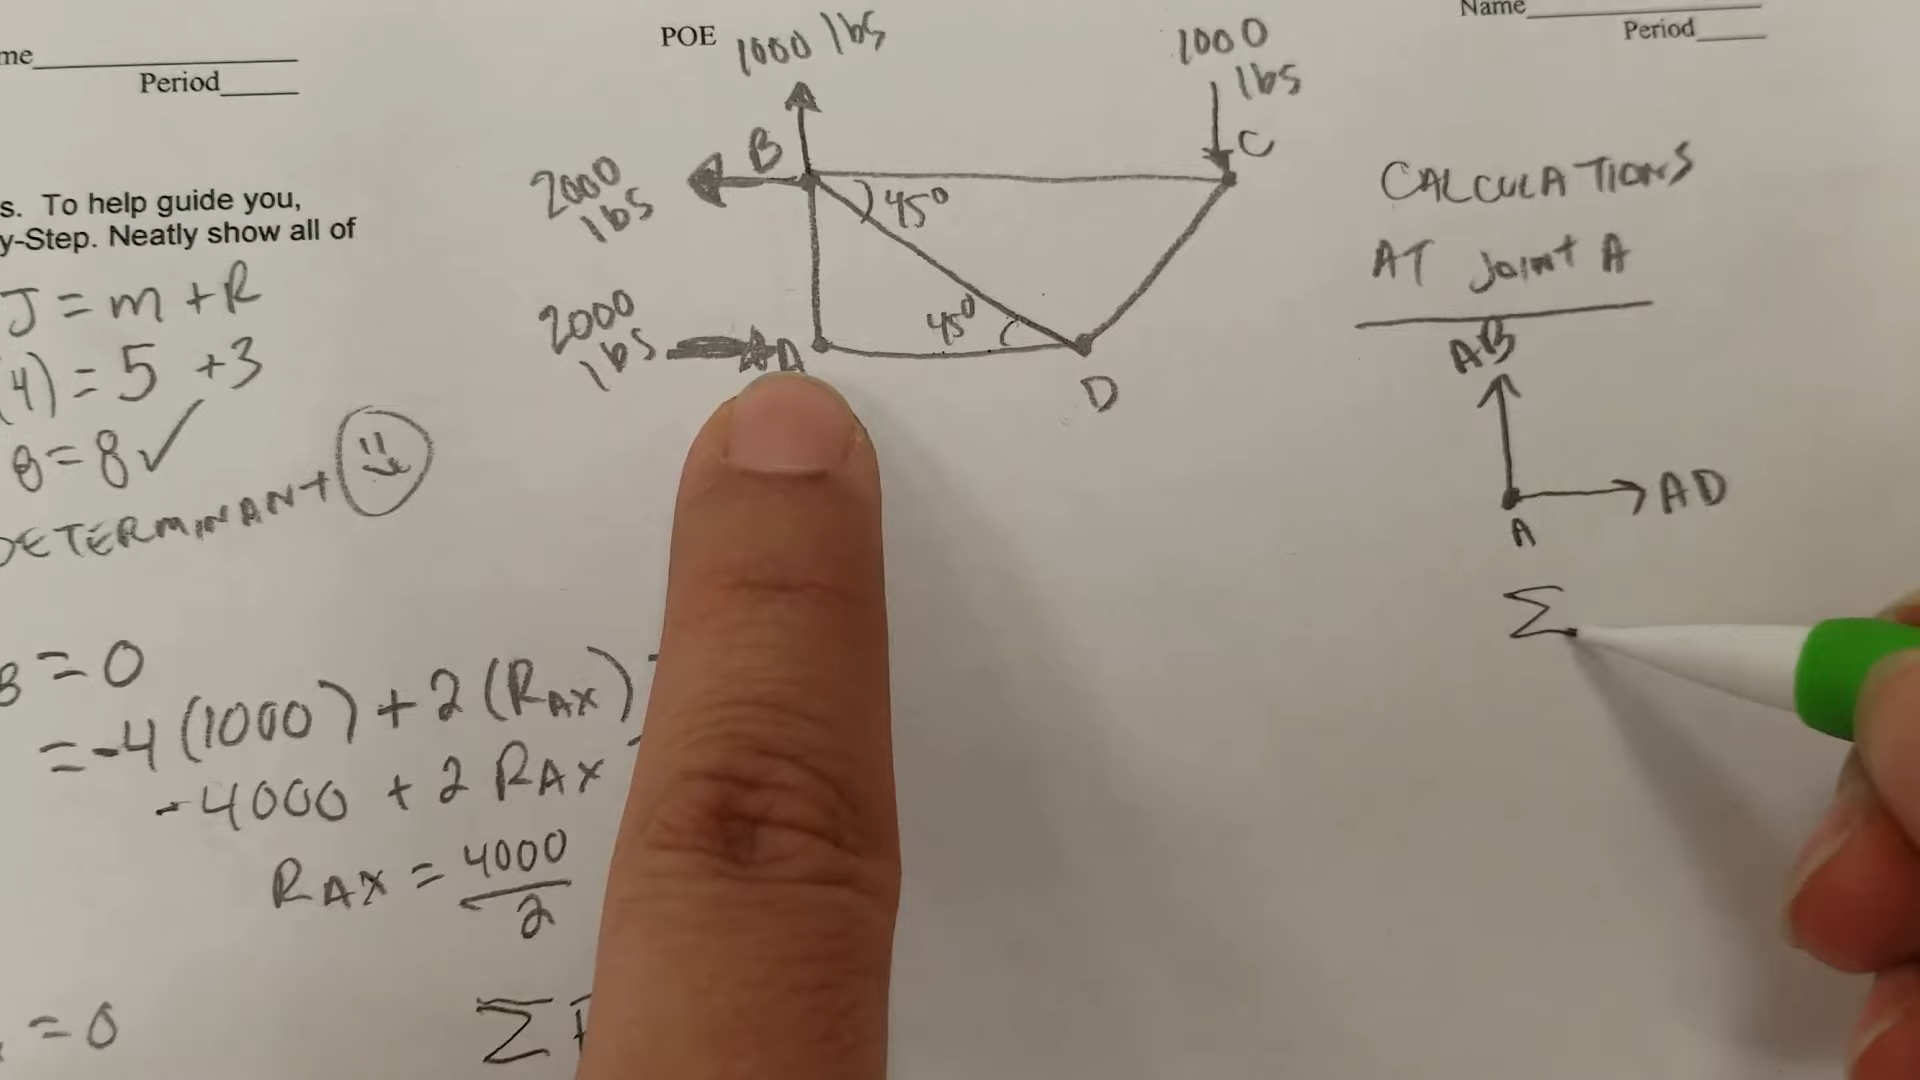 me
Period
POE
Name
Period
s. To help guide you,
y-Step. Neatly show all of
J = m + R
4) = 5 + 3
8 = 8 ✓
DETERMINANT
B = 0
= -4 (1000) + 2 (RAX)
-4000 + 2 RAX
RAX = 4000
2
= 0
Σ
1000 lbs
1000
lbs
B
C
2000
lbs
45°
2000
lbs
A
45°
D
CALCULATIONS
AT Joint A
AB
AD
A
Σ